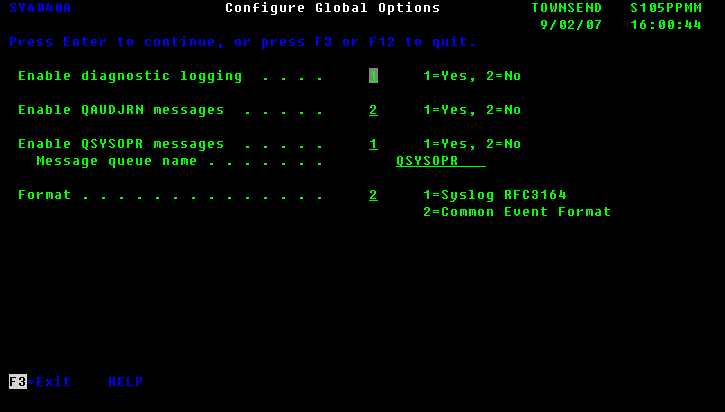 SY6040A Configure Global Options TOWNSEND S105PPMM
9/02/07 16:00:44
Press Enter to continue, or press F3 or F12 to quit.
Enable diagnostic logging . . . . 1 1=Yes, 2=No
Enable QAUDJRN messages . . . . . 2 1=Yes, 2=No
Enable QSYSOPR messages . . . . . 1 1=Yes, 2=No
Message queue name . . . . . . . QSYSOPR___
Format . . . . . . . . . . . . . . 2 1=Syslog RFC3164
2=Common Event Format
F3=Exit HELP